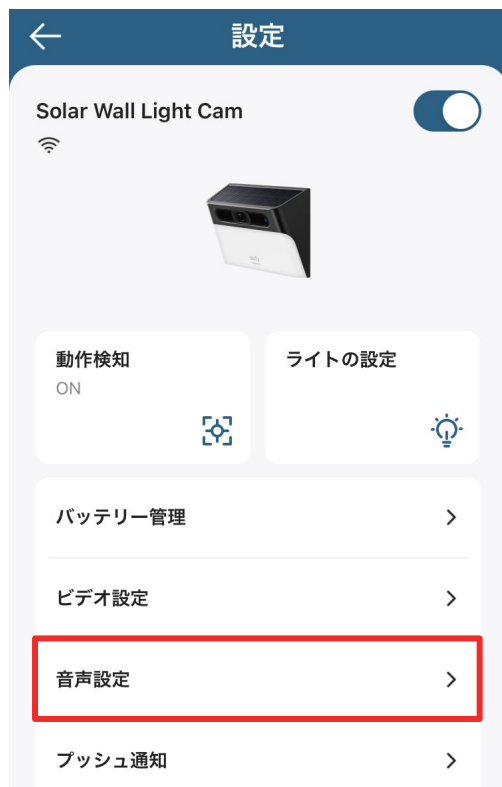 設定
Solar Wall Light Cam
eufy
動作検知
ON
ライトの設定
バッテリー管理
ビデオ設定
音声設定
プッシュ通知